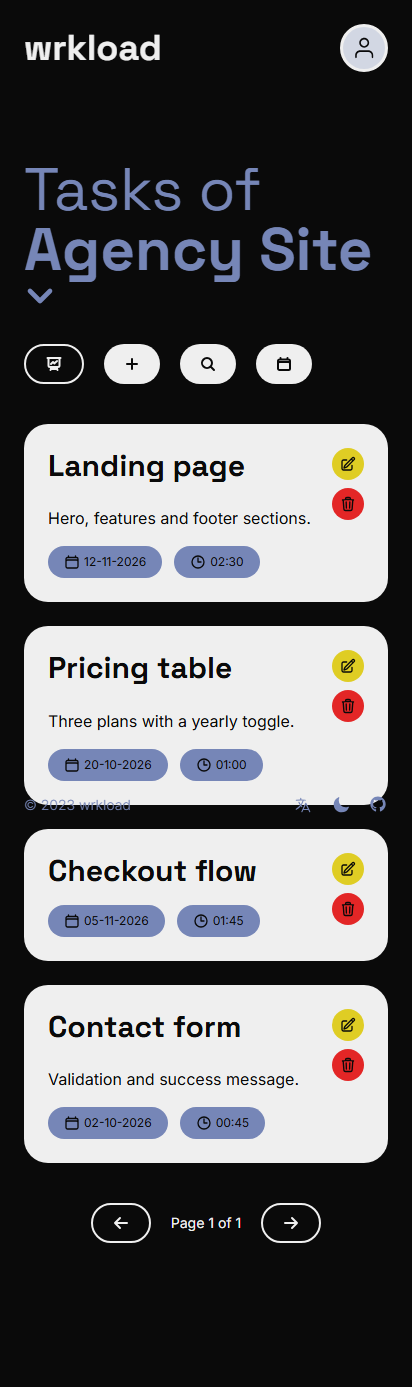 wrkload
Tasks of
Agency Site
Landing page
Hero, features and footer sections.
12-11-2026 02:30
Pricing table
Three plans with a yearly toggle.
20-10-2026 01:00
© 2023 wrkload
Checkout flow
05-11-2026 01:45
Contact form
Validation and success message.
02-10-2026 00:45
Page 1 of 1